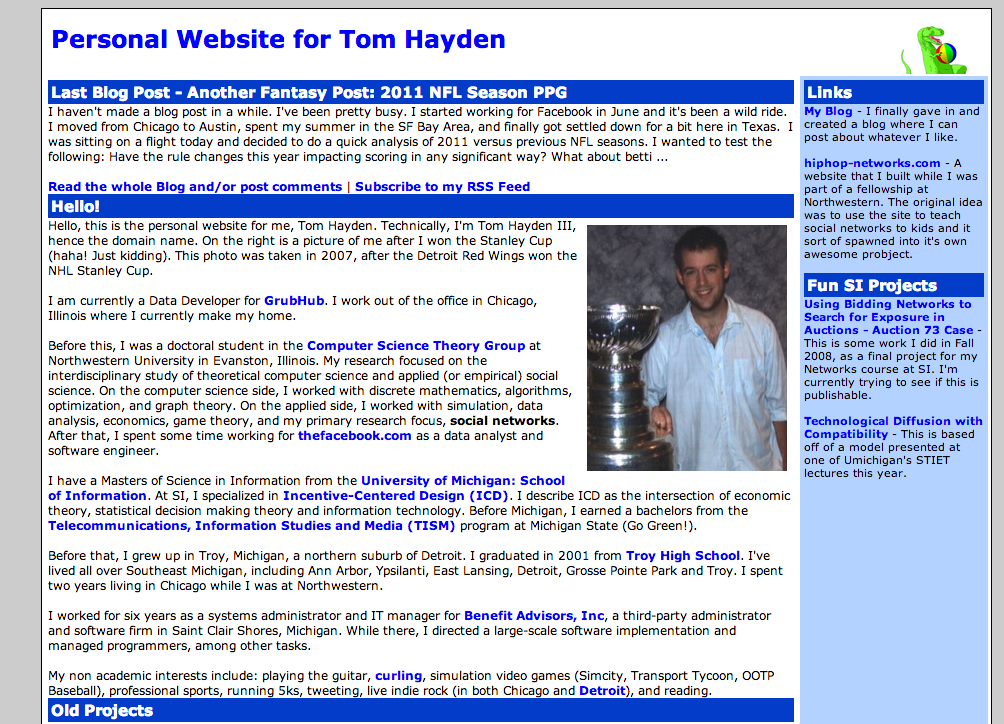 Personal Website for Tom Hayden
Last Blog Post - Another Fantasy Post: 2011 NFL Season PPG
I haven't made a blog post in a while. I've been pretty busy. I started working for Facebook in June and it's been a wild ride.
I moved from Chicago to Austin, spent my summer in the SF Bay Area, and finally got settled down for a bit here in Texas. I
was sitting on a flight today and decided to do a quick analysis of 2011 versus previous NFL seasons. I wanted to test the
following: Have the rule changes this year impacting scoring in any significant way? What about betti ...
Read the whole Blog and/or post comments | Subscribe to my RSS Feed
Hello!
Hello, this is the personal website for me, Tom Hayden. Technically, I'm Tom Hayden III,
hence the domain name. On the right is a picture of me after I won the Stanley Cup
(haha! Just kidding). This photo was taken in 2007, after the Detroit Red Wings won the
NHL Stanley Cup.
I am currently a Data Developer for GrubHub. I work out of the office in Chicago,
Illinois where I currently make my home.
Before this, I was a doctoral student in the Computer Science Theory Group at
Northwestern University in Evanston, Illinois. My research focused on the
interdisciplinary study of theoretical computer science and applied (or empirical) social
science. On the computer science side, I worked with discrete mathematics, algorithms,
optimization, and graph theory. On the applied side, I worked with simulation, data
analysis, economics, game theory, and my primary research focus, social networks.
After that, I spent some time working for thefacebook.com as a data analyst and
software engineer.
I have a Masters of Science in Information from the University of Michigan: School
of Information. At SI, I specialized in Incentive-Centered Design (ICD). I describe ICD as the intersection of economic
theory, statistical decision making theory and information technology. Before Michigan, I earned a bachelors from the
Telecommunications, Information Studies and Media (TISM) program at Michigan State (Go Green!).
Before that, I grew up in Troy, Michigan, a northern suburb of Detroit. I graduated in 2001 from Troy High School. I've
lived all over Southeast Michigan, including Ann Arbor, Ypsilanti, East Lansing, Detroit, Grosse Pointe Park and Troy. I spent
two years living in Chicago while I was at Northwestern.
I worked for six years as a systems administrator and IT manager for Benefit Advisors, Inc, a third-party administrator
and software firm in Saint Clair Shores, Michigan. While there, I directed a large-scale software implementation and
managed programmers, among other tasks.
My non academic interests include: playing the guitar, curling, simulation video games (Simcity, Transport Tycoon, OOTP
Baseball), professional sports, running 5ks, tweeting, live indie rock (in both Chicago and Detroit), and reading.
Old Projects
Links
My Blog - I finally gave in and
created a blog where I can
post about whatever I like.
hiphop-networks.com - A
website that I built while I was
part of a fellowship at
Northwestern. The original idea
was to use the site to teach
social networks to kids and it
sort of spawned into it's own
awesome probject.
Fun SI Projects
Using Bidding Networks to
Search for Exposure in
Auctions - Auction 73 Case -
This is some work I did in Fall
2008, as a final project for my
Networks course at SI. I'm
currently trying to see if this is
publishable.
Technological Diffusion with
Compatibility - This is based
off of a model presented at
one of Umichigan's STIET
lectures this year.